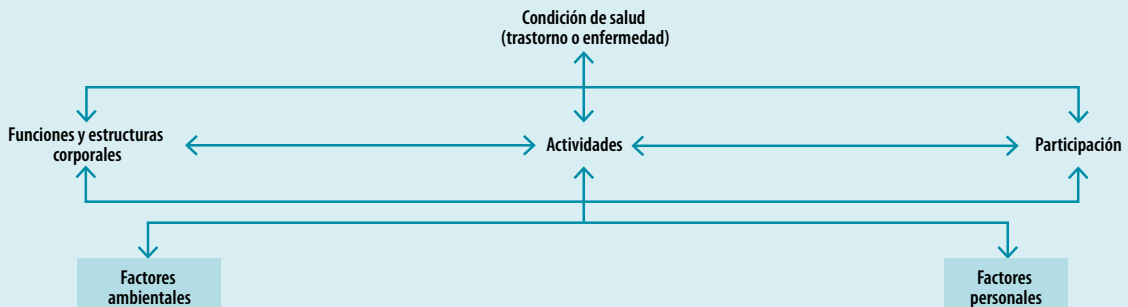 Condición de salud
(trastorno o enfermedad)
Funciones y estructuras
corporales
Actividades
Participación
Factores
ambientales
Factores
personales